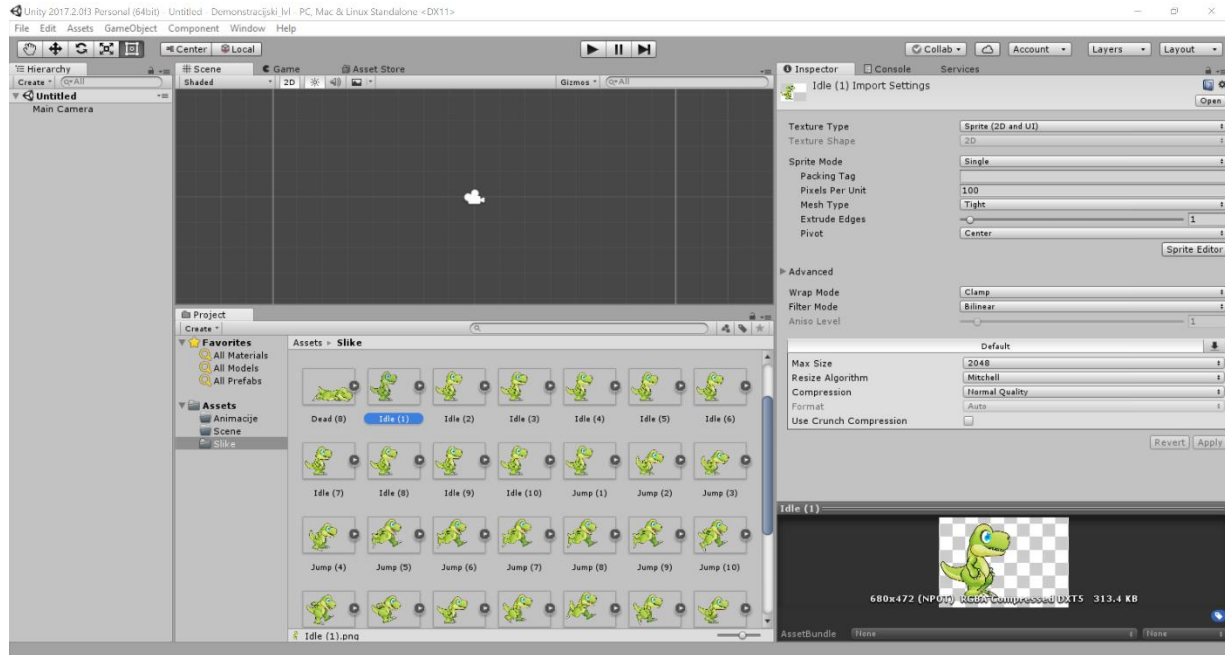 Unity 2017.2.0f3 Personal (64bit) - Untitled - Demonstracijski_lvl - PC, Mac & Linux Standalone <DX11>
File Edit Assets GameObject Component Window Help
Center Local
Collab Account Layers Layout
Hierarchy
Create All
Untitled
Main Camera
Scene Game Asset Store
Shaded 2D Gizmos All
Project
Create
Favorites
All Materials
All Models
All Prefabs
Assets
Animacije
Scene
Slike
Assets Slike
Dead (8) Idle (1) Idle (2) Idle (3) Idle (4) Idle (5) Idle (6)
Idle (7) Idle (8) Idle (9) Idle (10) Jump (1) Jump (2) Jump (3)
Jump (4) Jump (5) Jump (6) Jump (7) Jump (8) Jump (9) Jump (10)
Idle (1).png
Inspector Console Services
Idle (1) Import Settings
Open
Texture Type Sprite (2D and UI)
Texture Shape 2D
Sprite Mode Single
Packing Tag
Pixels Per Unit 100
Mesh Type Tight
Extrude Edges 1
Pivot Center
Sprite Editor
Advanced
Wrap Mode Clamp
Filter Mode Bilinear
Aniso Level 1
Default
Max Size 2048
Resize Algorithm Mitchell
Compression Normal Quality
Format Auto
Use Crunch Compression
Revert Apply
Idle (1)
680x472 (NPOT) RGBA Compressed DXT5 313.4 KB
AssetBundle None None